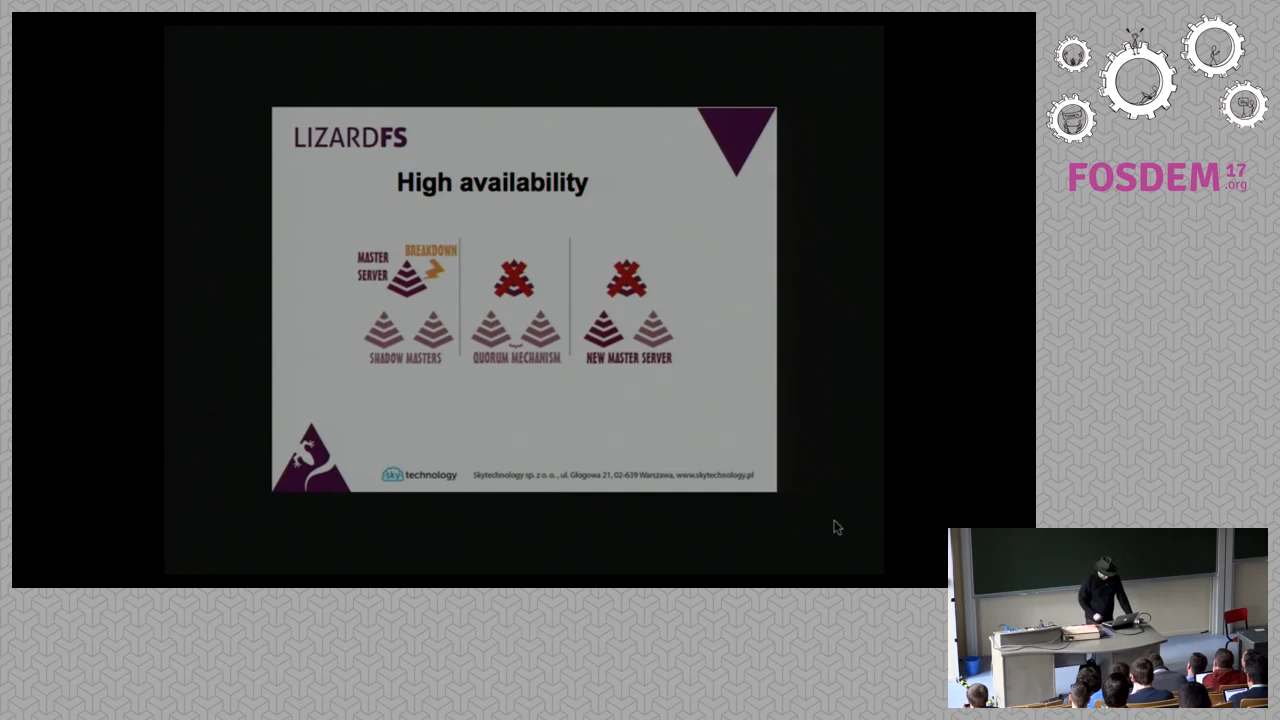 LIZARDFS
High availability
BREAKDOWN
MASTER
SERVER
SHADOW MASTERS
QUORUM MECHANISM
NEW MASTER SERVER
sky technology
Skytechnology sp. z o.o., ul. Głogowa 21, 02-639 Warszawa, www.skytechnology.pl
FOSDEM 17
.org